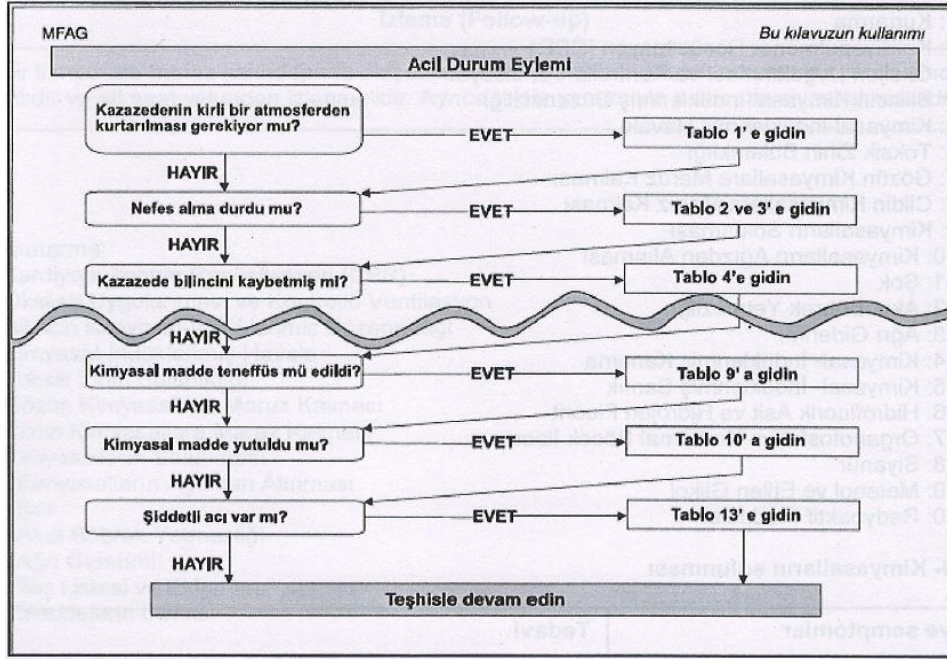 MFAG
Bu kılavuzun kullanımı
Acil Durum Eylemi
Kazazedenin kirli bir atmosferden
kurtarılması gerekiyor mu?
EVET
Tablo 1' e gidin
HAYIR
Nefes alma durdu mu?
EVET
Tablo 2 ve 3' e gidin
HAYIR
Kazazede bilincini kaybetmiş mi?
EVET
Tablo 4'e gidin
HAYIR
Kimyasal madde teneffüs mü edildi?
EVET
Tablo 9' a gidin
HAYIR
Kimyasal madde yutuldu mu?
EVET
Tablo 10' a gidin
HAYIR
Şiddetli acı var mı?
EVET
Tablo 13' e gidin
HAYIR
Teşhisle devam edin